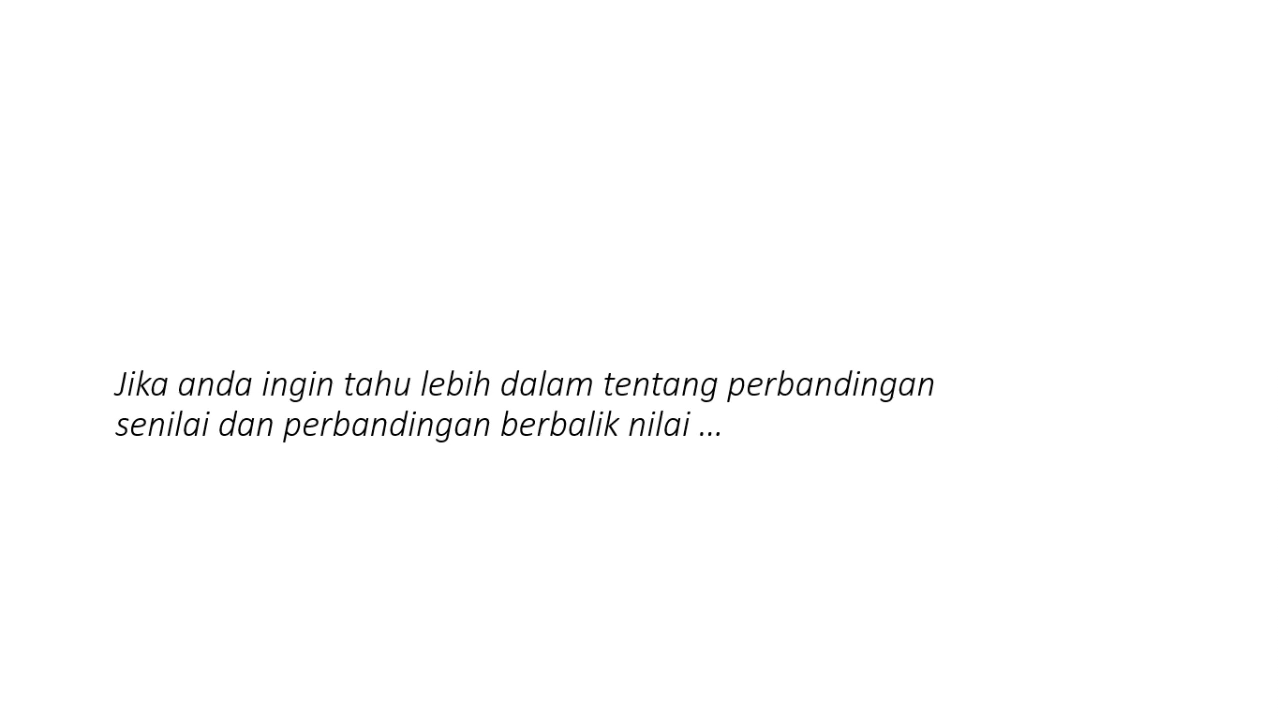 Jika anda ingin tahu lebih dalam tentang perbandingan
senilai dan perbandingan berbalik nilai ...